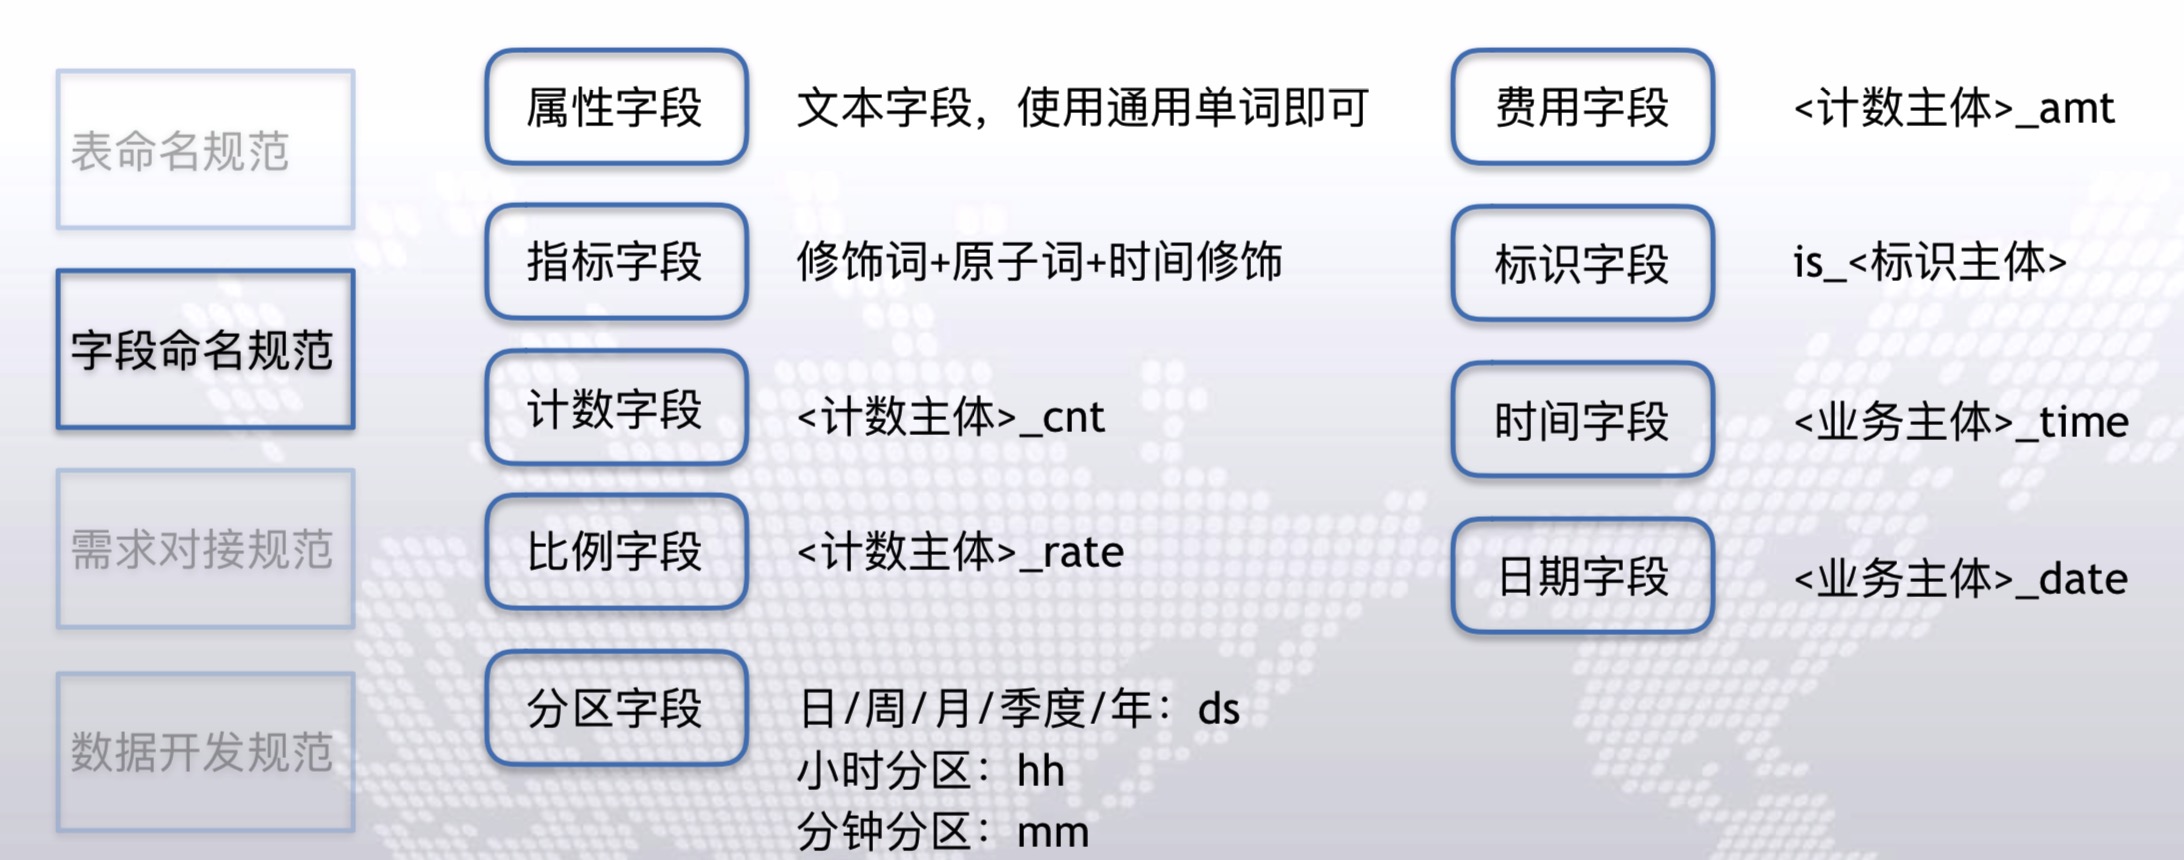 表命名规范
字段命名规范
需求对接规范
数据开发规范
属性字段 文本字段，使用通用单词即可
指标字段 修饰词+原子词+时间修饰
计数字段 <计数主体>_cnt
比例字段 <计数主体>_rate
分区字段 日/周/月/季度/年：ds
小时分区：hh
分钟分区：mm
费用字段 <计数主体>_amt
标识字段 is_<标识主体>
时间字段 <业务主体>_time
日期字段 <业务主体>_date